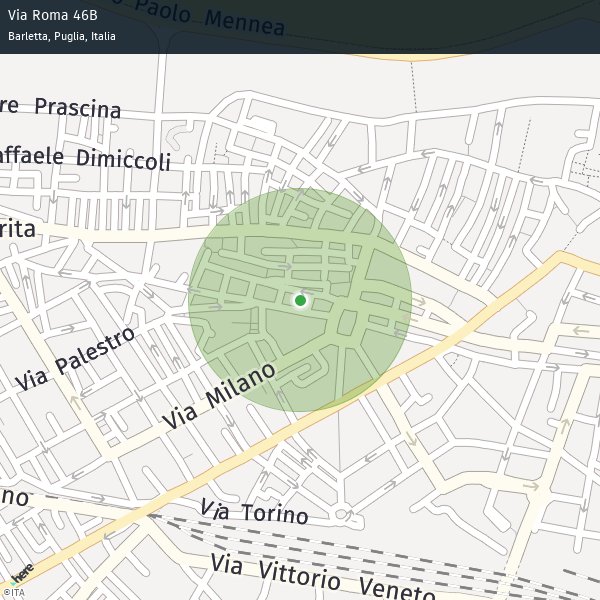 Via Roma 46B
Barletta, Puglia, Italia
Paolo Mennea
re Prascina
affaele Dimiccoli
rita
Via Palestro
Via Milano
no
Via Torino
Via Vittorio Veneto
here
©ITA